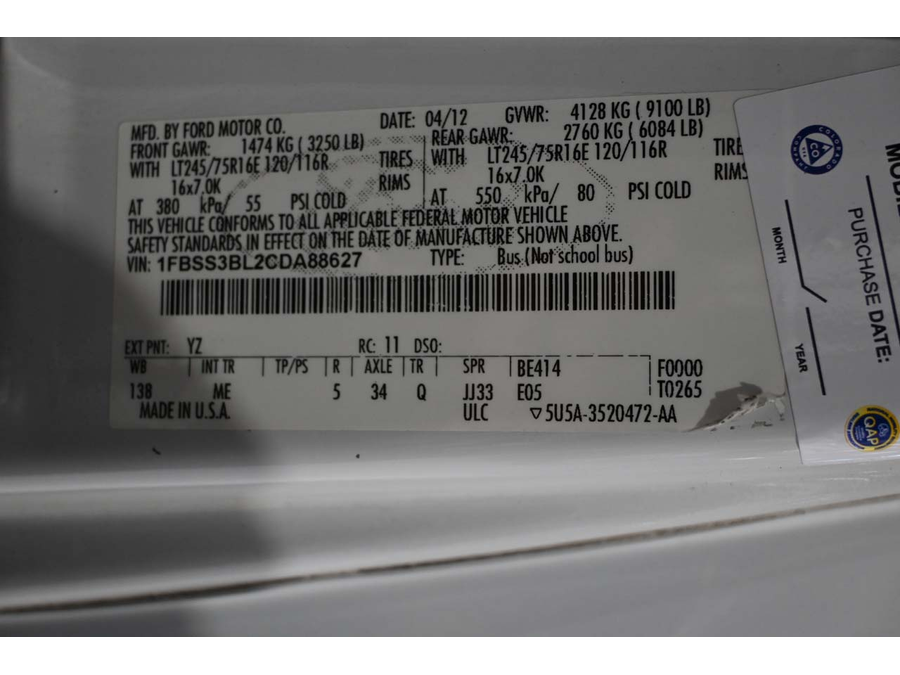 MFD. BY FORD MOTOR CO.
DATE: 04/12 GVWR: 4128 KG ( 9100 LB)
FRONT GAWR: 1474 KG ( 3250 LB)
REAR GAWR: 2760 KG ( 6084 LB)
WITH LT245/75R16E 120/116R TIRES
WITH LT245/75R16E 120/116R TIRE
16x7.0K RIMS
16x7.0K RIMS
AT 380 kPa/ 55 PSI COLD
AT 550 kPa/ 80 PSI COLD
THIS VEHICLE CONFORMS TO ALL APPLICABLE FEDERAL MOTOR VEHICLE
SAFETY STANDARDS IN EFFECT ON THE DATE OF MANUFACTURE SHOWN ABOVE.
VIN: 1FBSS3BL2CDA88627 TYPE: Bus (Not school bus)
EXT PNT: YZ RC: 11 DSO:
WB INT TR TP/PS R AXLE TR SPR BE414 F0000
138 ME 5 34 Q JJ33 E05 T0265
MADE IN U.S.A. ULC ▽5U5A-3520472-AA
COLORADO
CO
PURCHASE DATE:
MONTH
YEAR
QAP